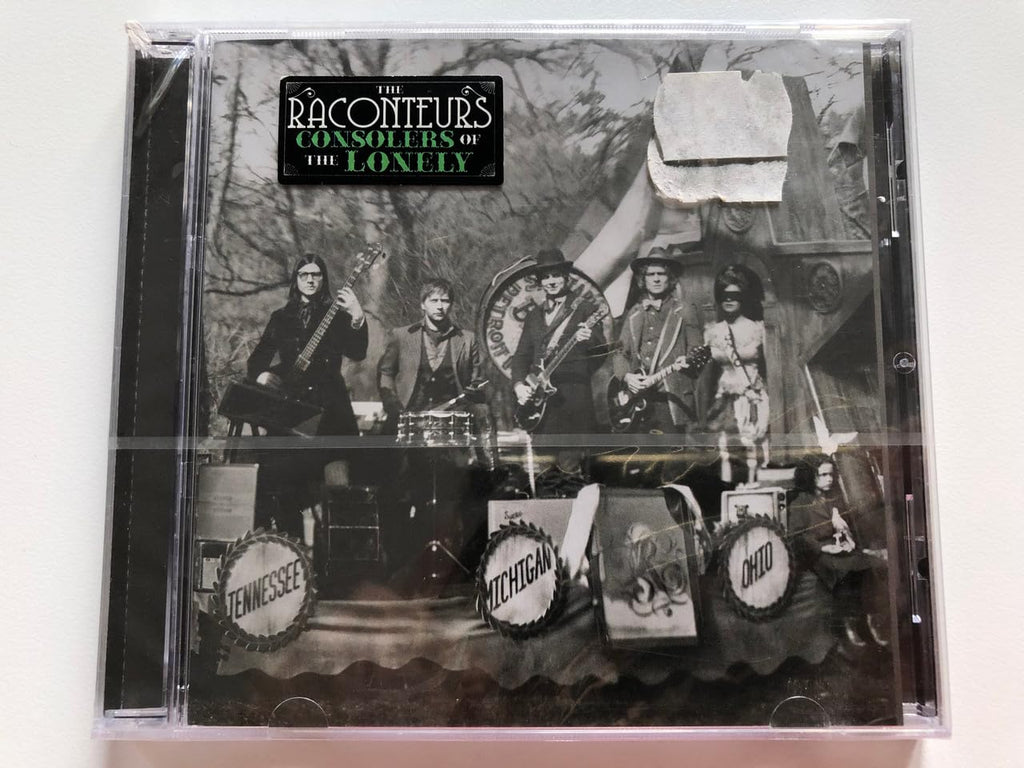 THE
RACONTEURS
CONSOLERS OF
THE LONELY
TENNESSEE
MICHIGAN
OHIO